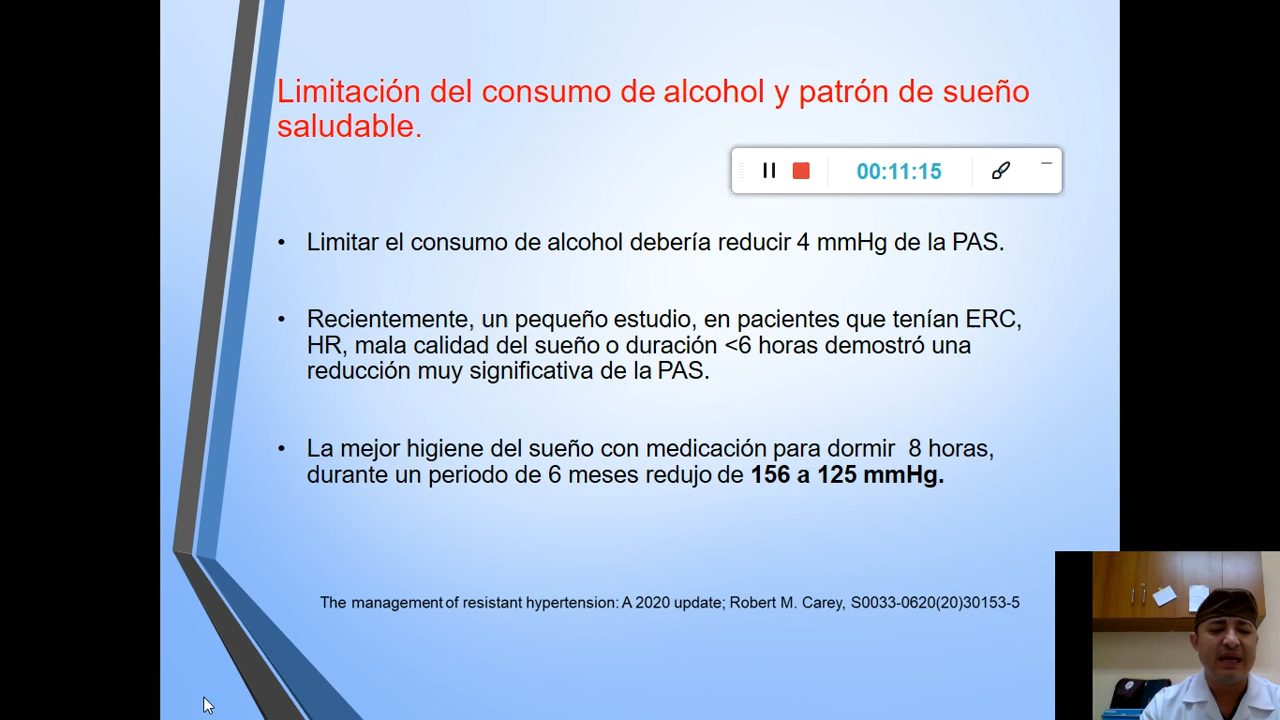 Limitación del consumo de alcohol y patrón de sueño
saludable.
00:11:15
• Limitar el consumo de alcohol debería reducir 4 mmHg de la PAS.
• Recientemente, un pequeño estudio, en pacientes que tenían ERC,
HR, mala calidad del sueño o duración <6 horas demostró una
reducción muy significativa de la PAS.
• La mejor higiene del sueño con medicación para dormir 8 horas,
durante un periodo de 6 meses redujo de 156 a 125 mmHg.
The management of resistant hypertension: A 2020 update; Robert M. Carey, S0033-0620(20)30153-5